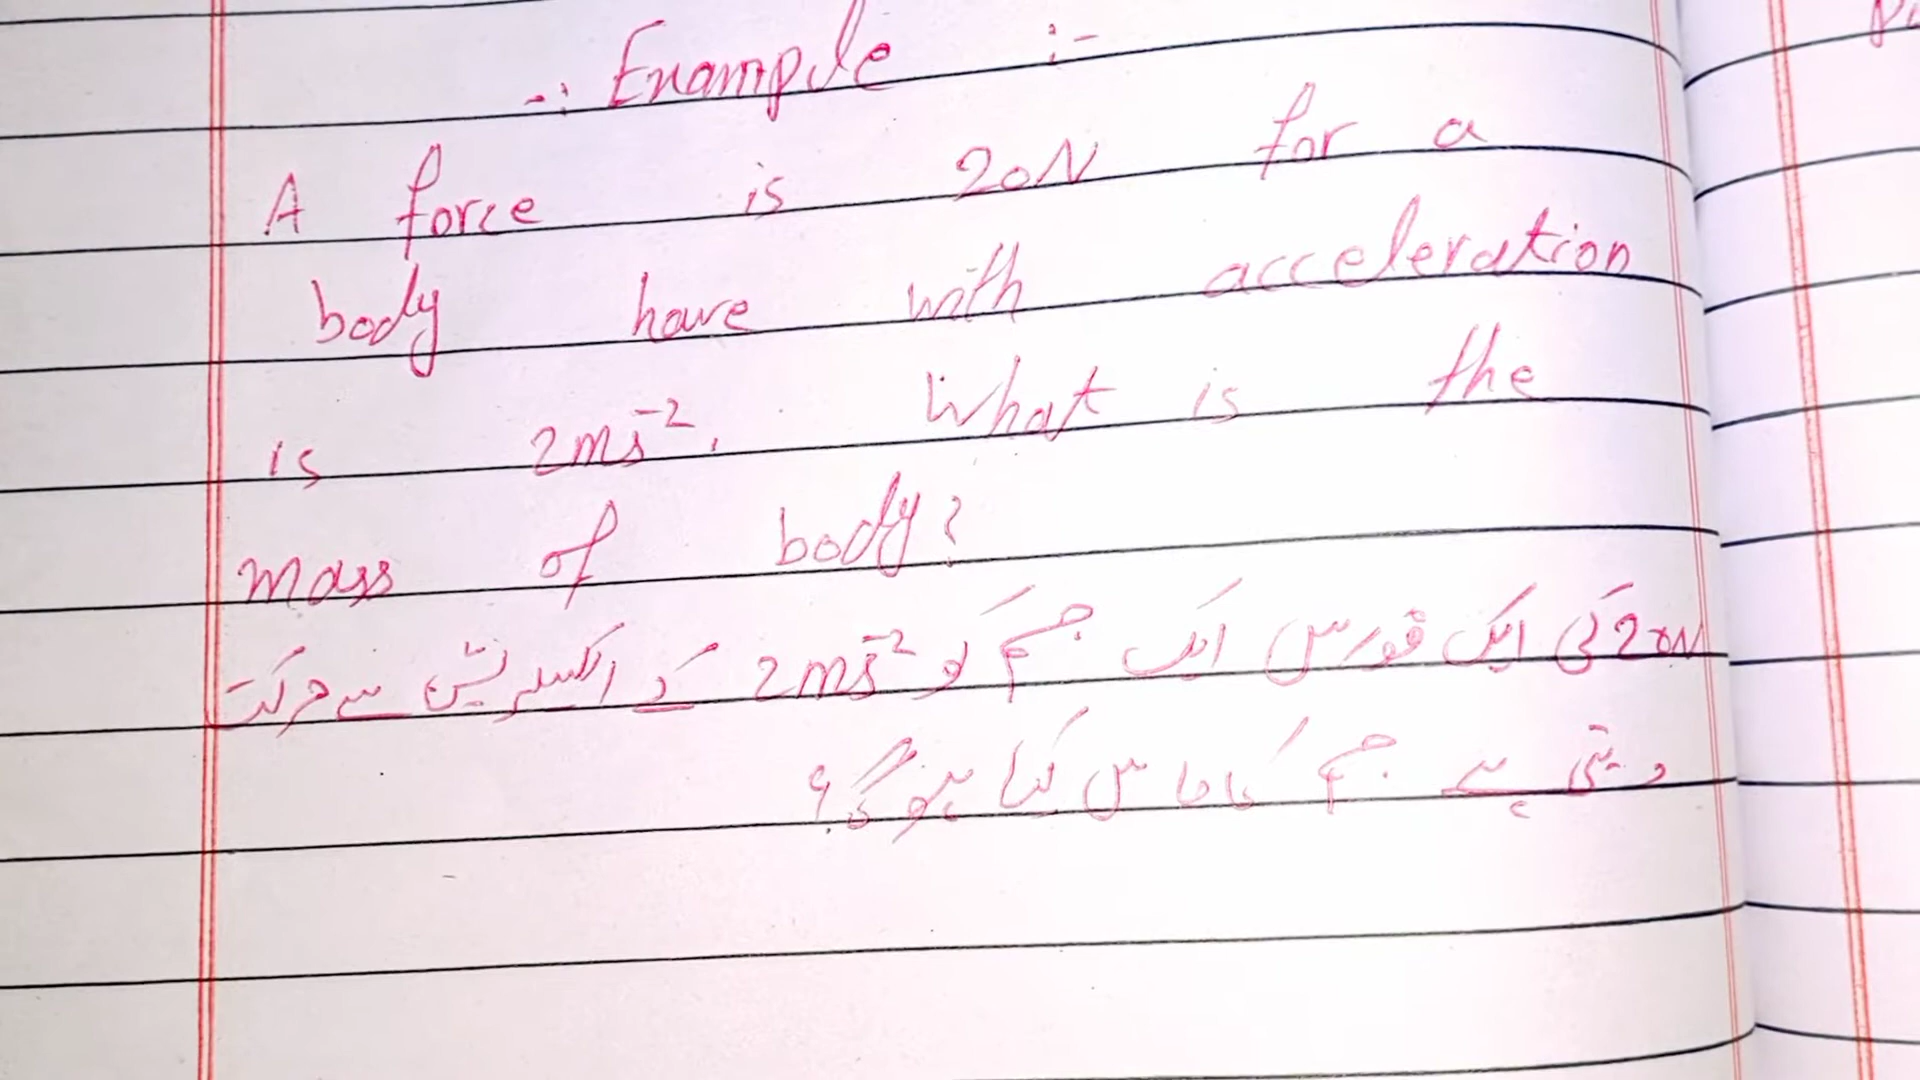 -: Example :-
A force is 20N for a
body have with acceleration
is 2ms⁻². What is the
mass of body?
20N کی ایک فورس ایک جسم کو 2ms⁻² کے ایکسلریشن سے حرکت
دیتی ہے جسم کا ماس کیا ہوگا؟